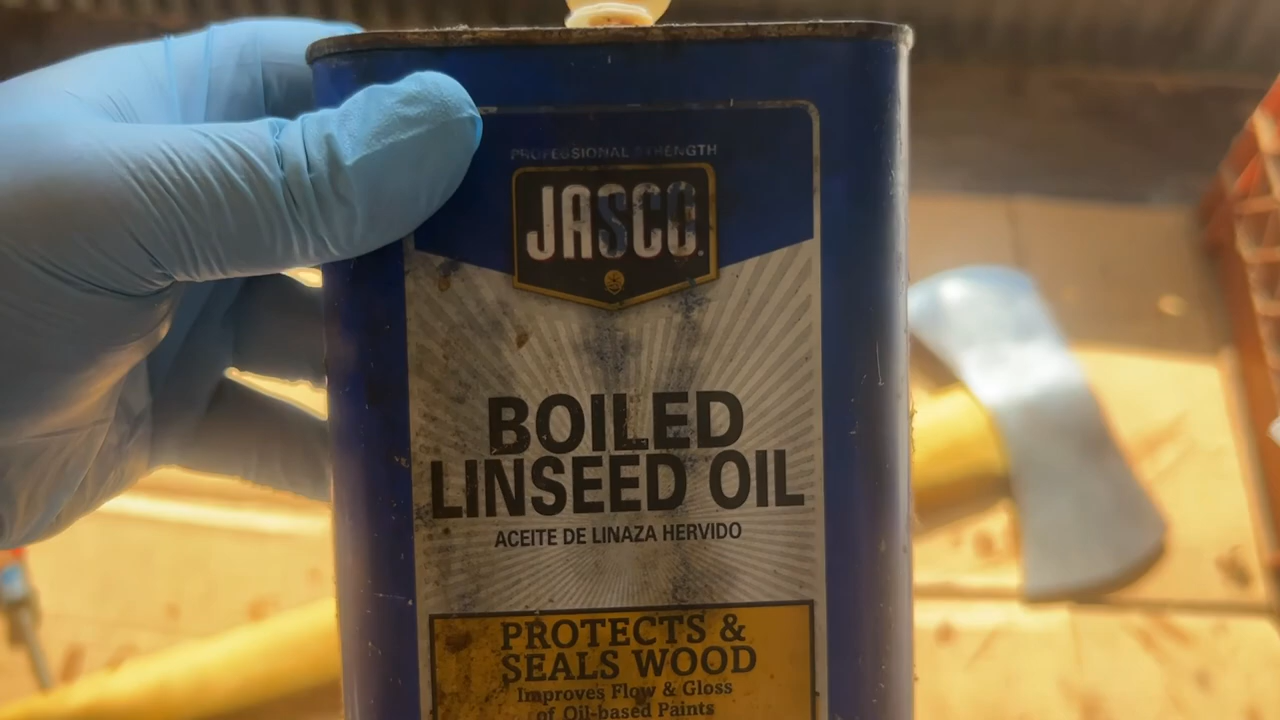 PROFESSIONAL STRENGTH
JASCO.
BOILED
LINSEED OIL
ACEITE DE LINAZA HERVIDO
PROTECTS &
SEALS WOOD
Improves Flow & Gloss
of Oil-based Paints